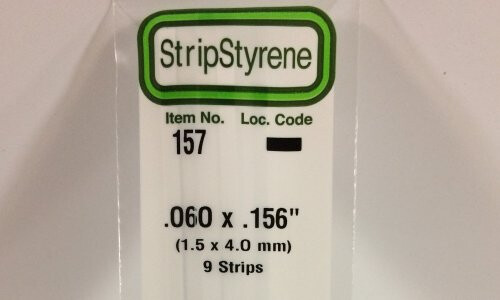 StripStyrene
Item No. Loc. Code
157
.060 x .156"
(1.5 x 4.0 mm)
9 Strips